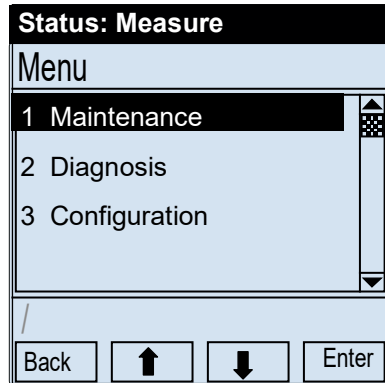 Status: Measure
Menu
1 Maintenance
2 Diagnosis
3 Configuration
/
Back Enter